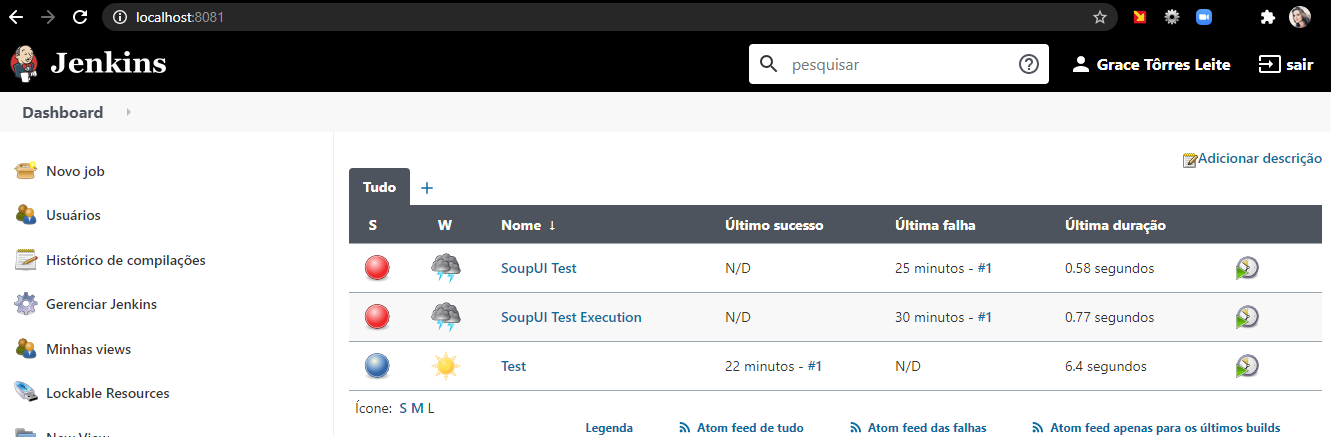 localhost:8081
Jenkins
pesquisar
Grace Tôrres Leite
sair
Dashboard
Novo job
Usuários
Histórico de compilações
Gerenciar Jenkins
Minhas views
Lockable Resources
New View
Adicionar descrição
Tudo +
S W Nome ↓ Último sucesso Última falha Última duração
SoupUI Test N/D 25 minutos - #1 0.58 segundos
SoupUI Test Execution N/D 30 minutos - #1 0.77 segundos
Test 22 minutos - #1 N/D 6.4 segundos
Ícone: S M L
Legenda Atom feed de tudo Atom feed das falhas Atom feed apenas para os últimos builds